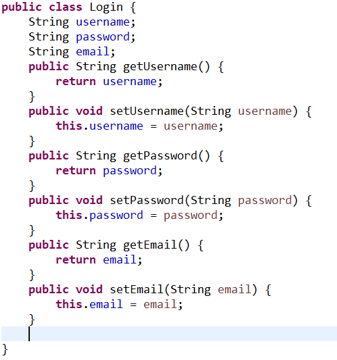 public class Login {
    String username;
    String password;
    String email;
    public String getUsername() {
        return username;
    }
    public void setUsername(String username) {
        this.username = username;
    }
    public String getPassword() {
        return password;
    }
    public void setPassword(String password) {
        this.password = password;
    }
    public String getEmail() {
        return email;
    }
    public void setEmail(String email) {
        this.email = email;
    }
}